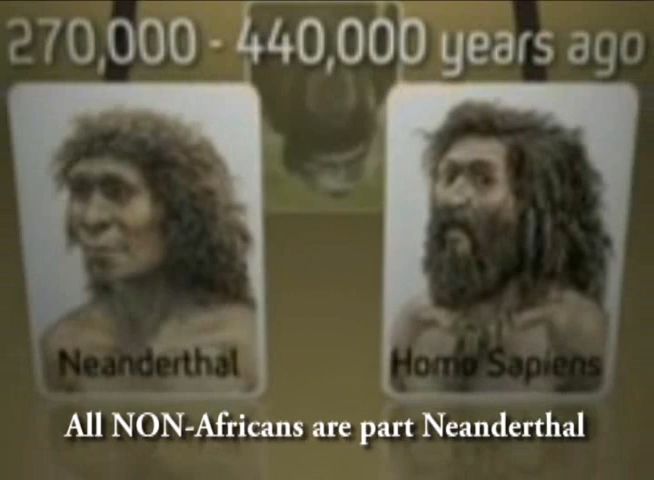 270,000 - 440,000 years ago
Neanderthal
Homo Sapiens
All NON-Africans are part Neanderthal